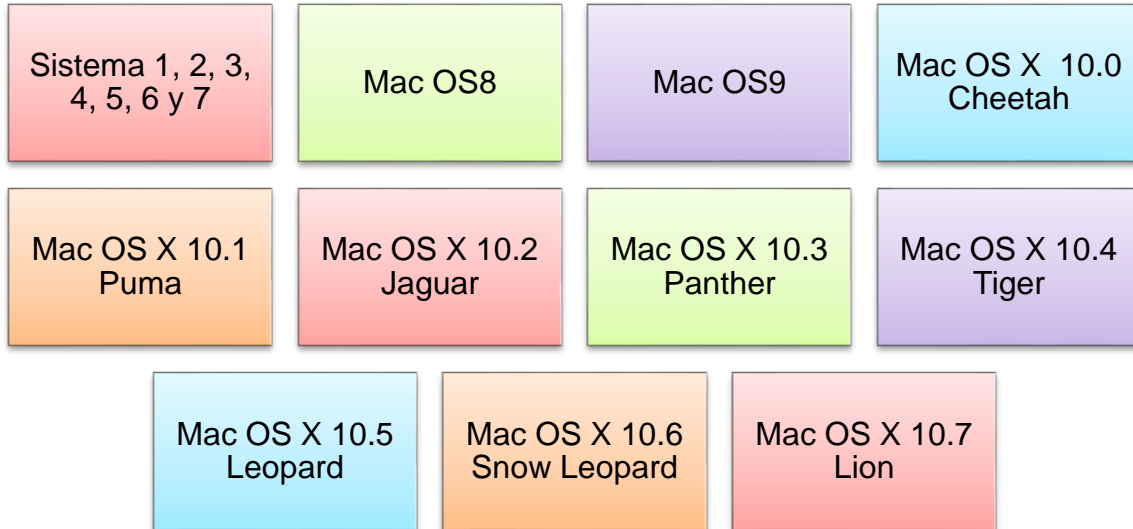 Sistema 1, 2, 3,
4, 5, 6 y 7
Mac OS8
Mac OS9
Mac OS X  10.0
Cheetah
Mac OS X 10.1
Puma
Mac OS X 10.2
Jaguar
Mac OS X 10.3
Panther
Mac OS X 10.4
Tiger
Mac OS X 10.5
Leopard
Mac OS X 10.6
Snow Leopard
Mac OS X 10.7
Lion